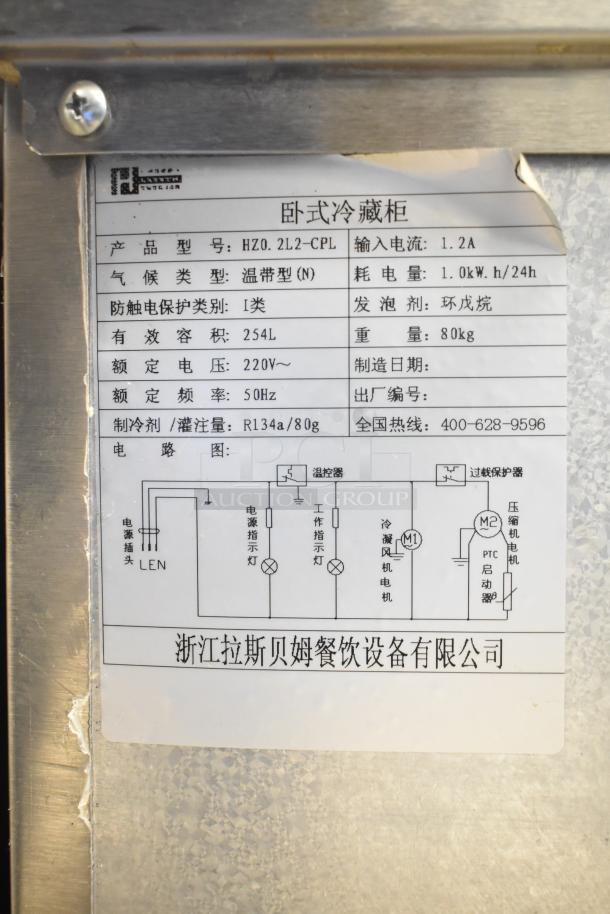 卧式冷藏柜
产品型号: HZ0.2L2-CPL 输入电流: 1.2A
气候类型: 温带型(N) 耗电量: 1.0kW.h/24h
防触电保护类别: I类 发泡剂: 环戊烷
有效容积: 254L 重量: 80kg
额定电压: 220V～ 制造日期:
额定频率: 50Hz 出厂编号:
制冷剂/灌注量: R134a/80g 全国热线: 400-628-9596
电路图:
温控器 过载保护器
电源插头
LEN
电源指示灯
工作指示灯
冷凝风机电机
M1
M2
压缩机电机
PTC启动器
θ
PCI
AUCTION GROUP
浙江拉斯贝姆餐饮设备有限公司